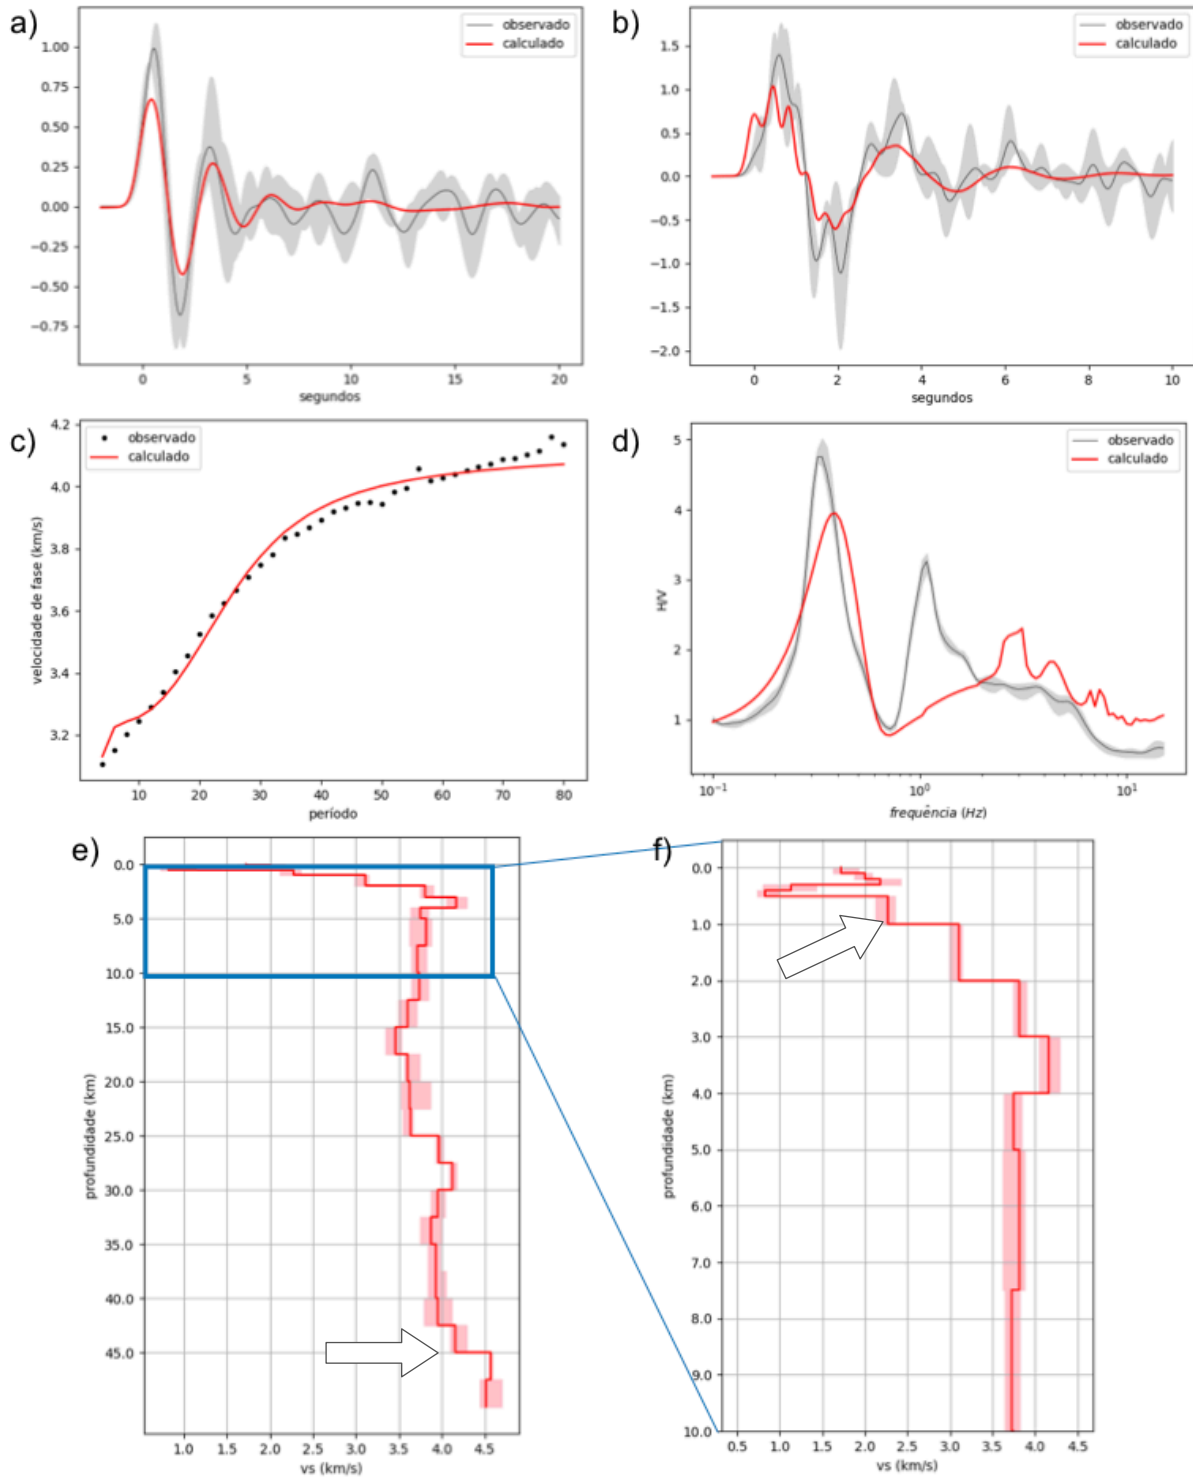 a)
observado
calculado
1.00
0.75
0.50
0.25
0.00
−0.25
−0.50
−0.75
0 5 10 15 20
segundos
b)
observado
calculado
1.5
1.0
0.5
0.0
−0.5
−1.0
−1.5
−2.0
0 2 4 6 8 10
segundos
c)
observado
calculado
velocidade de fase (km/s)
4.2
4.0
3.8
3.6
3.4
3.2
10 20 30 40 50 60 70 80
período
d)
observado
calculado
H/V
5
4
3
2
1
10⁻¹ 10⁰ 10¹
frequência (Hz)
e)
profundidade (km)
0.0
5.0
10.0
15.0
20.0
25.0
30.0
35.0
40.0
45.0
1.0 1.5 2.0 2.5 3.0 3.5 4.0 4.5
vs (km/s)
f)
profundidade (km)
0.0
1.0
2.0
3.0
4.0
5.0
6.0
7.0
8.0
9.0
10.0
0.5 1.0 1.5 2.0 2.5 3.0 3.5 4.0 4.5
vs (km/s)